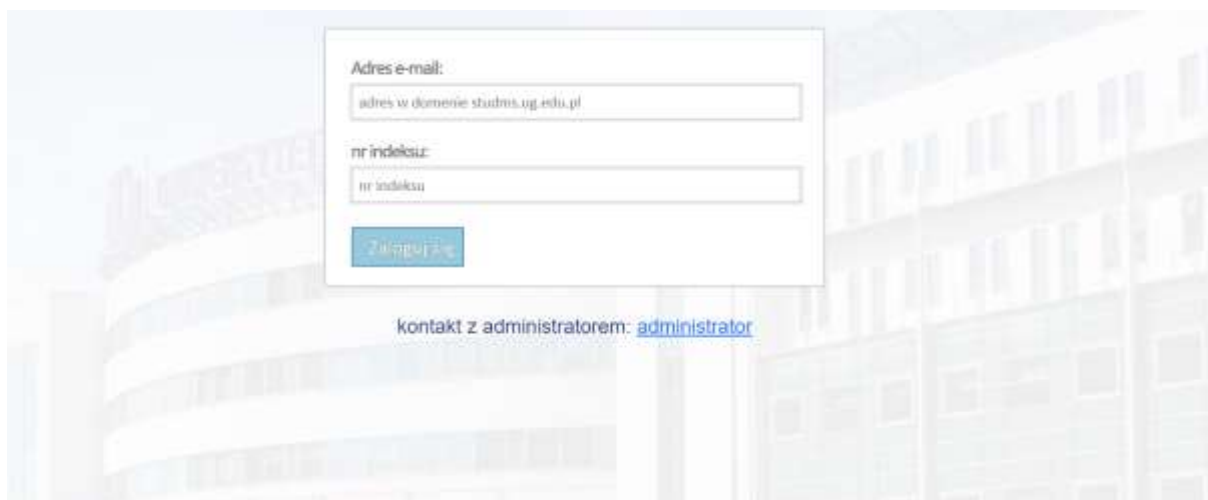 Adres e-mail:
adres w domenie studms.ug.edu.pl
nr indeksu:
nr indeksu
Zaloguj się
kontakt z administratorem: administrator